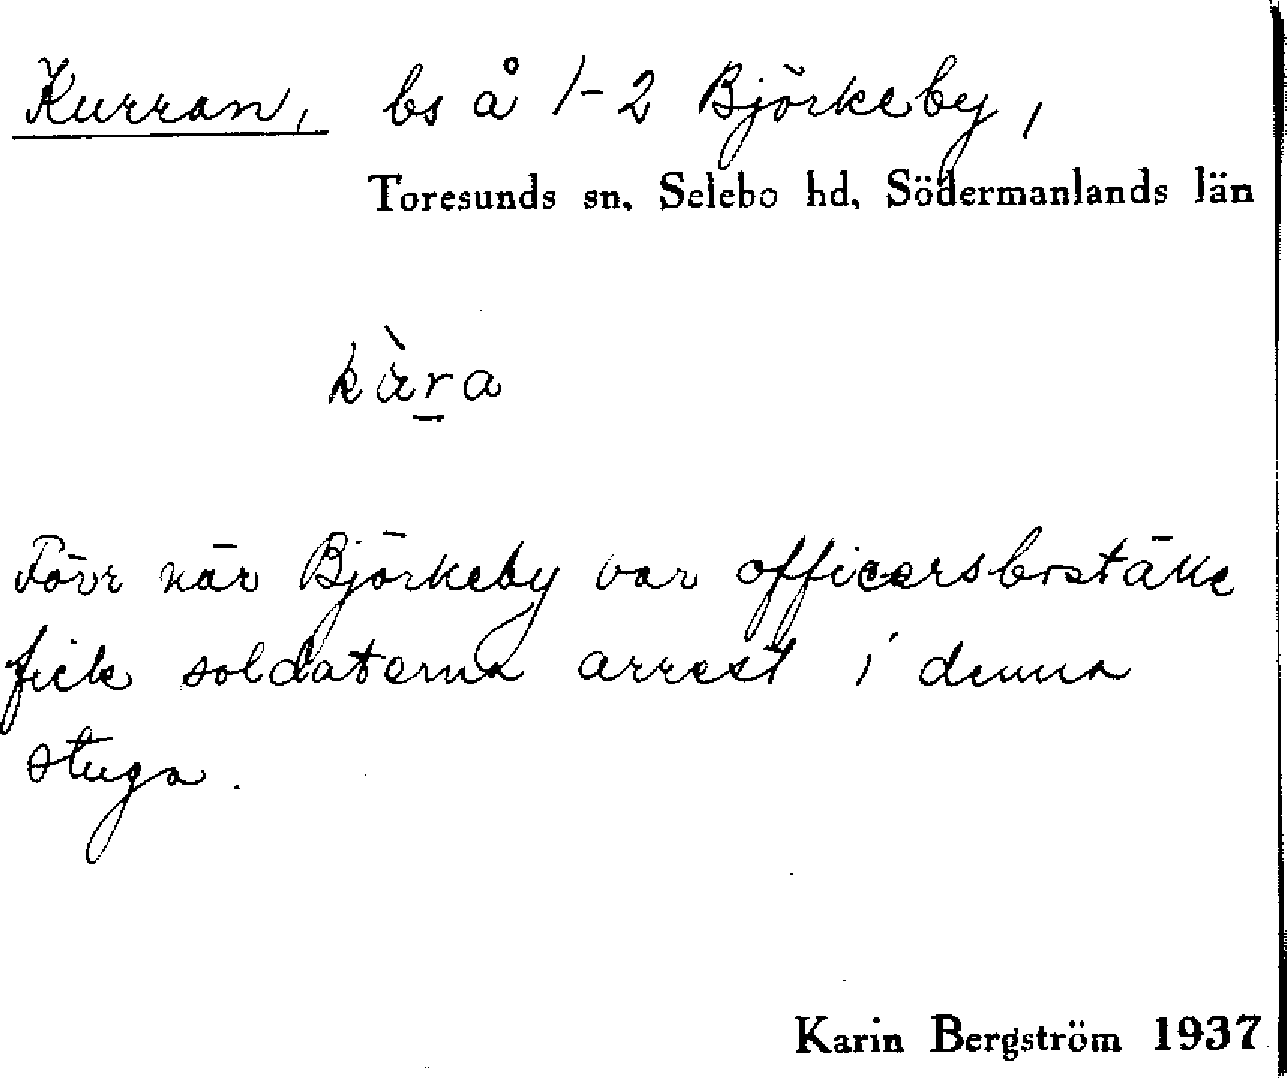 Kurran, bs å 1-2 Björkeby,
Toresunds sn, Selebo hd, Södermanlands län
kàra
Förr när Björkeby var officersboställe
fick soldaterna arrest i denna
stuga.
Karin Bergström 1937